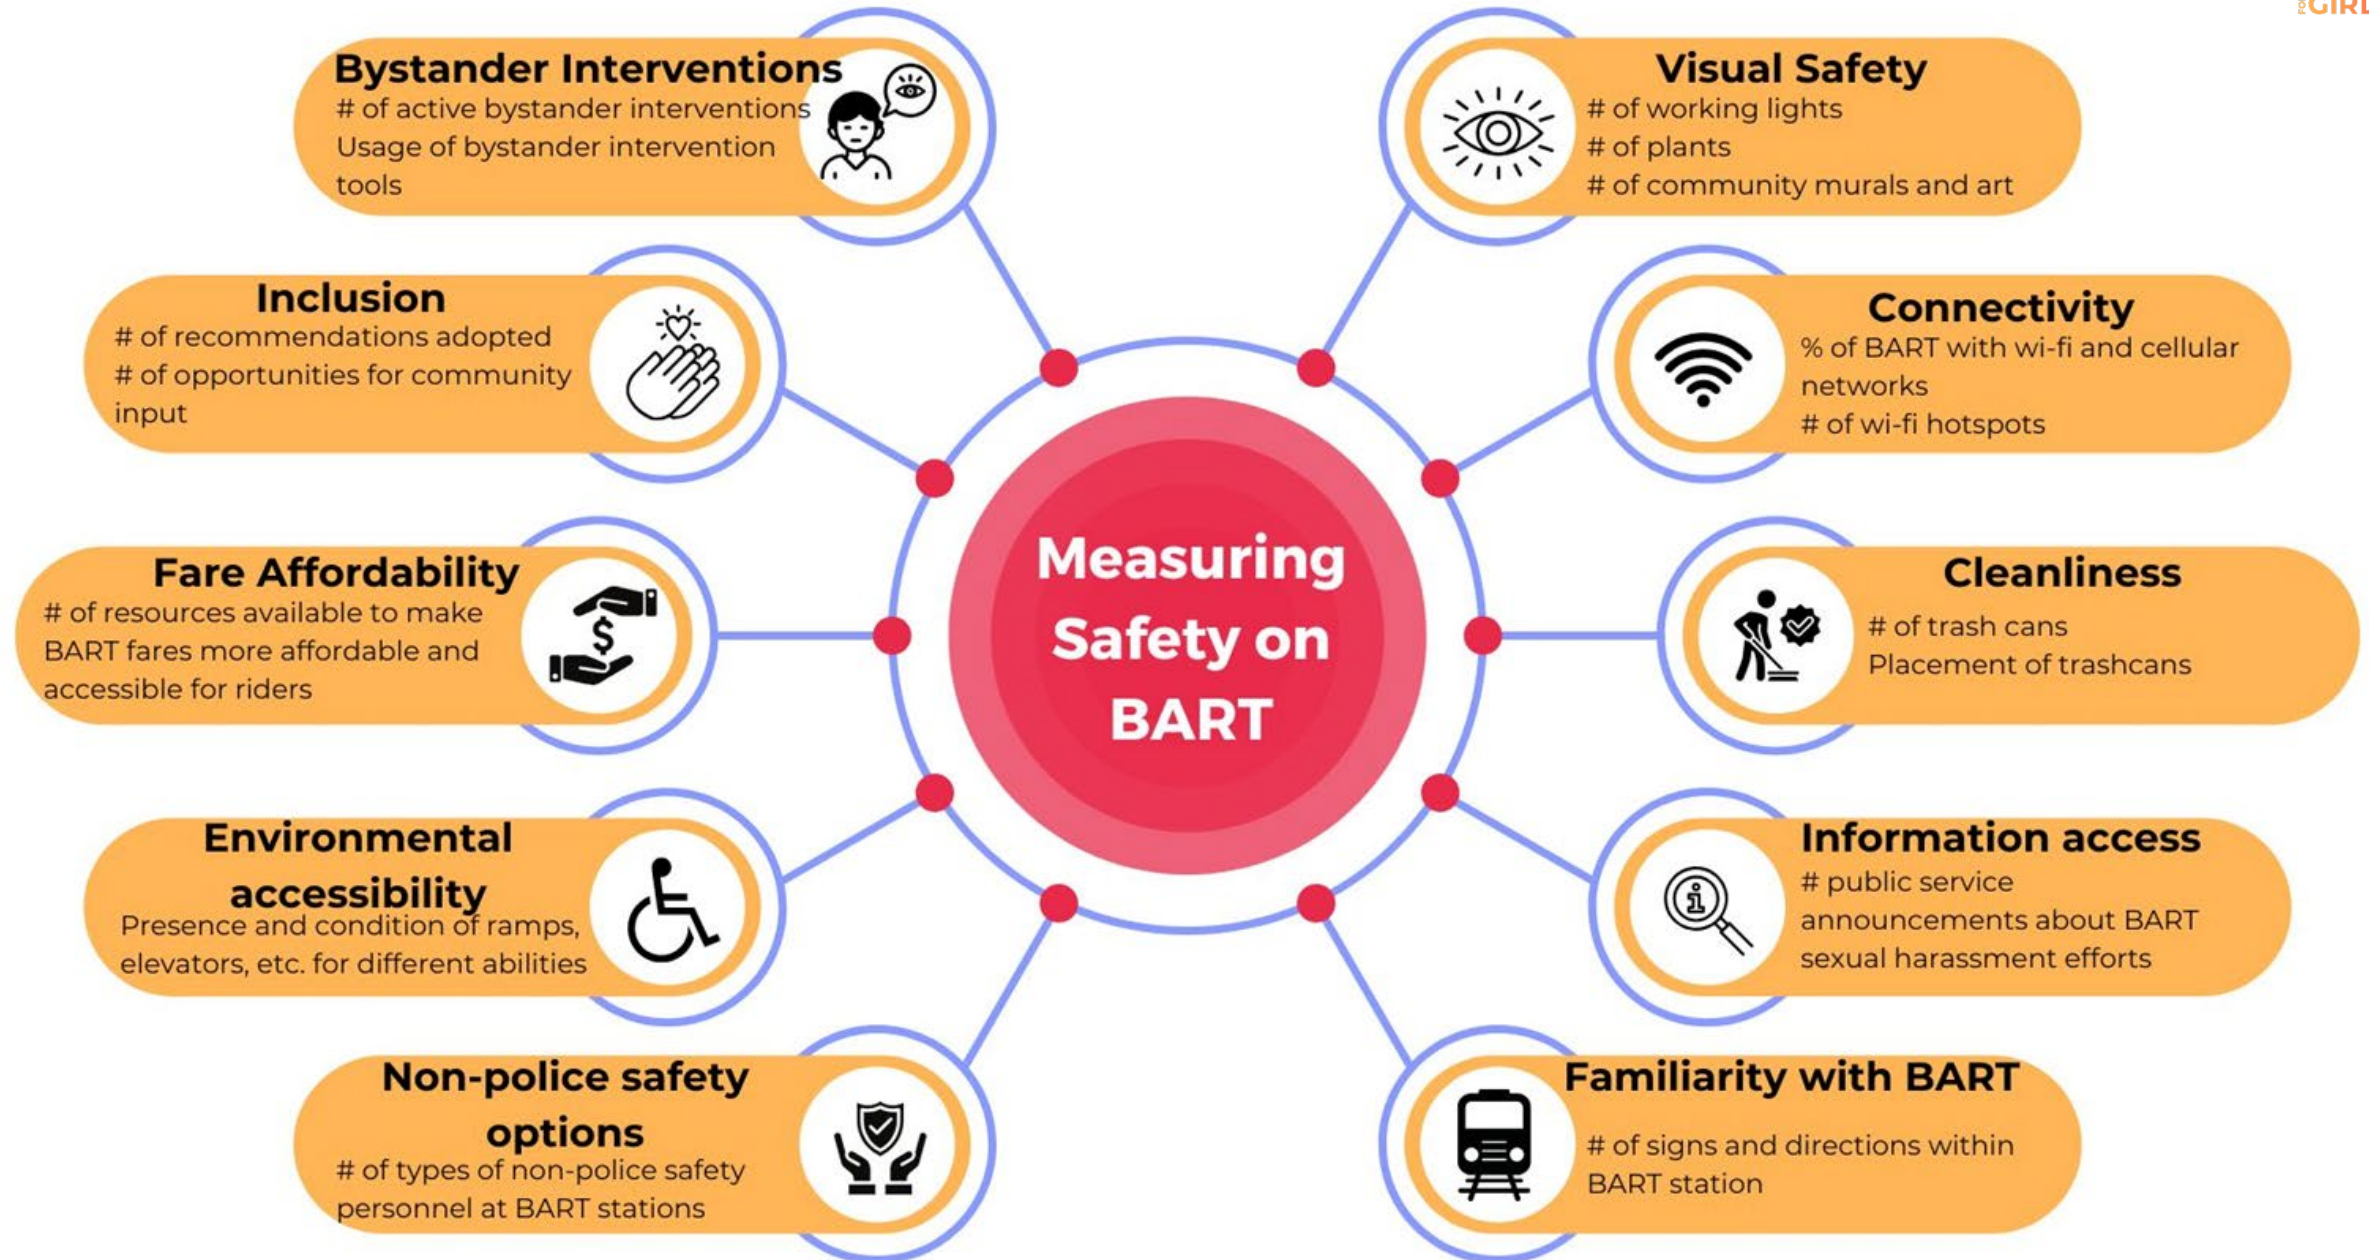 GIRL
Bystander Interventions
# of active bystander interventions
Usage of bystander intervention
tools
Visual Safety
# of working lights
# of plants
# of community murals and art
Inclusion
# of recommendations adopted
# of opportunities for community
input
Connectivity
% of BART with wi-fi and cellular
networks
# of wi-fi hotspots
Fare Affordability
# of resources available to make
BART fares more affordable and
accessible for riders
Measuring
Safety on
BART
Cleanliness
# of trash cans
Placement of trashcans
Environmental
accessibility
Presence and condition of ramps,
elevators, etc. for different abilities
Information access
# public service
announcements about BART
sexual harassment efforts
Non-police safety
options
# of types of non-police safety
personnel at BART stations
Familiarity with BART
# of signs and directions within
BART station